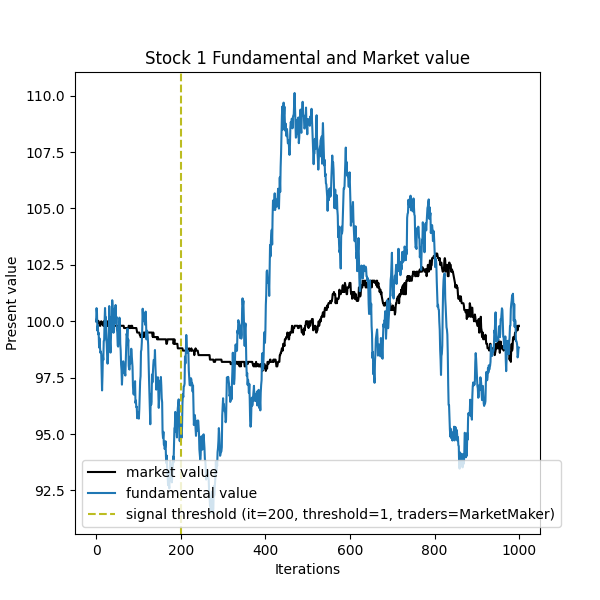 Stock 1 Fundamental and Market value
Present value
110.0
107.5
105.0
102.5
100.0
97.5
95.0
92.5
market value
fundamental value
signal threshold (it=200, threshold=1, traders=MarketMaker)
0 200 400 600 800 1000
Iterations